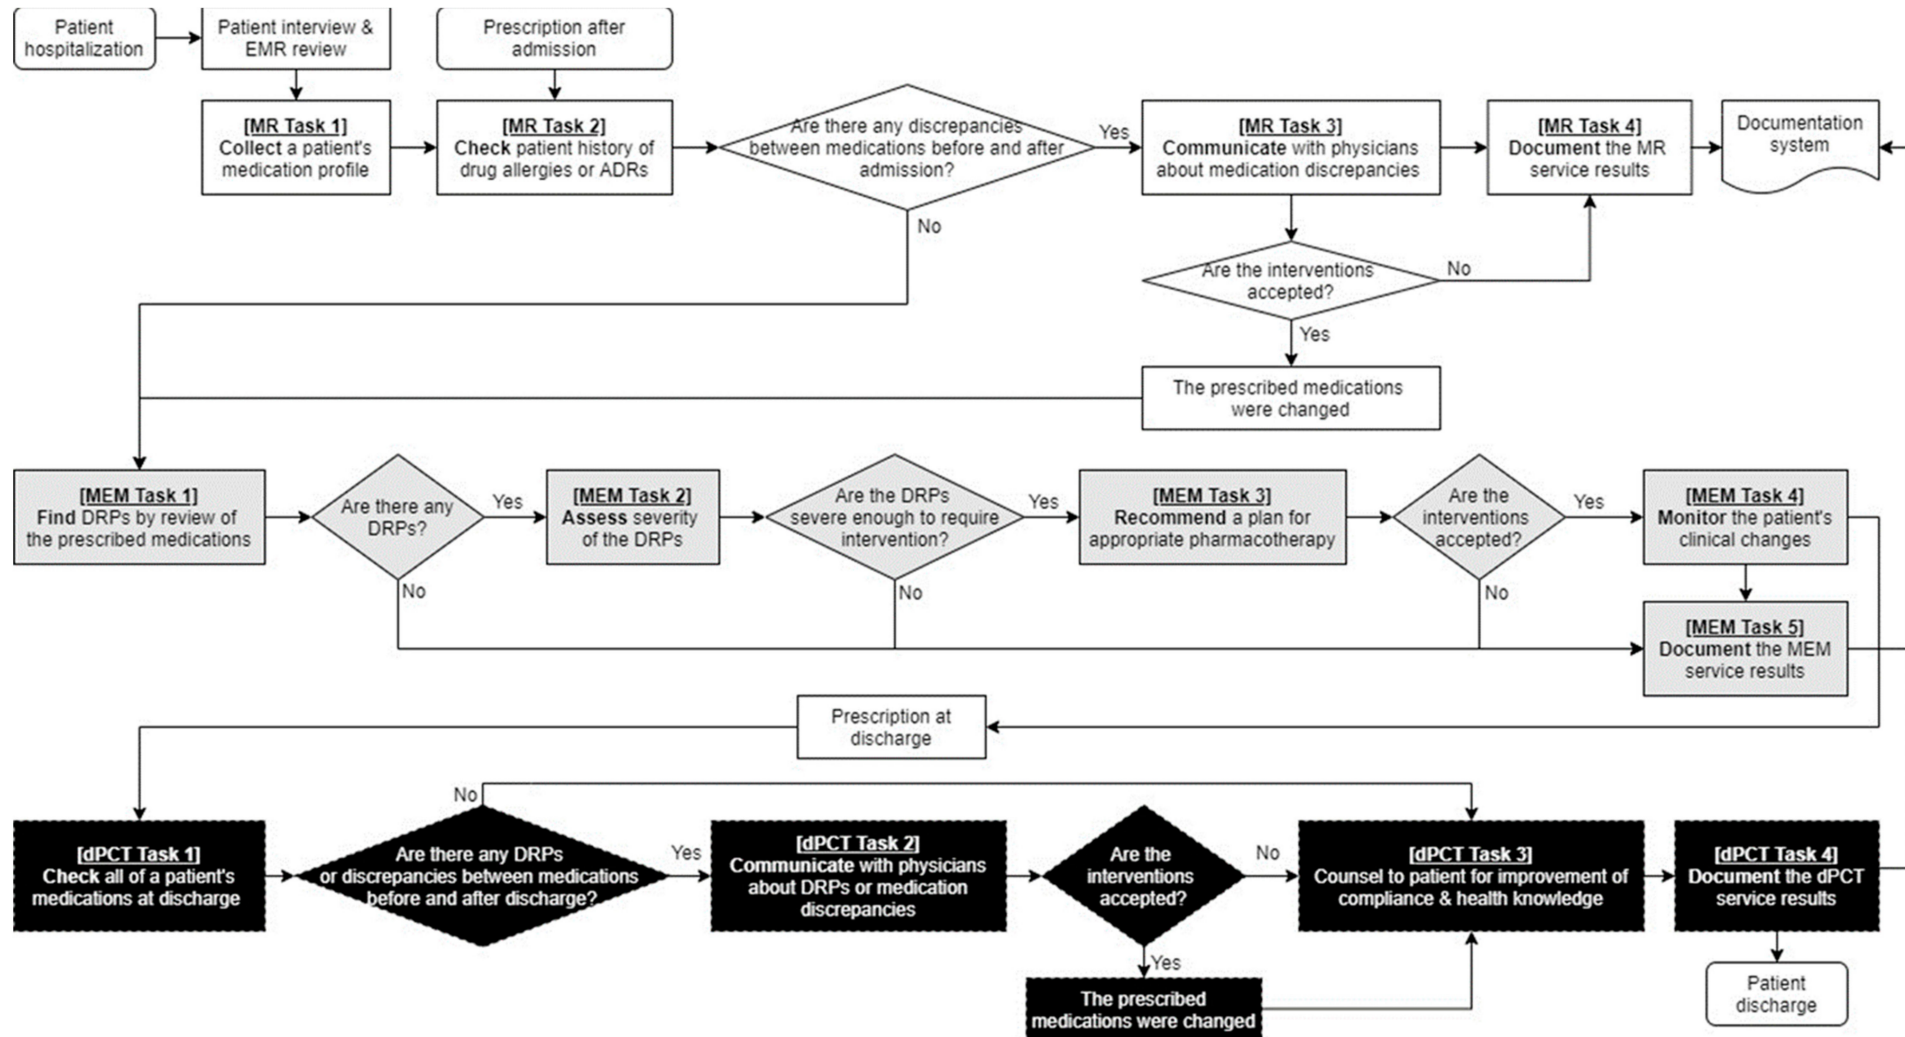 Patient
hospitalization
Patient interview &
EMR review
Prescription after
admission
[MR Task 1]
Collect a patient's
medication profile
[MR Task 2]
Check patient history of
drug allergies or ADRs
Are there any discrepancies
between medications before and after
admission?
Yes
No
[MR Task 3]
Communicate with physicians
about medication discrepancies
[MR Task 4]
Document the MR
service results
Documentation
system
Are the interventions
accepted?
No
Yes
The prescribed medications
were changed
[MEM Task 1]
Find DRPs by review of
the prescribed medications
Are there any
DRPs?
Yes
No
[MEM Task 2]
Assess severity
of the DRPs
Are the DRPs
severe enough to require
intervention?
Yes
No
[MEM Task 3]
Recommend a plan for
appropriate pharmacotherapy
Are the
interventions
accepted?
Yes
No
[MEM Task 4]
Monitor the patient's
clinical changes
[MEM Task 5]
Document the MEM
service results
Prescription at
discharge
[dPCT Task 1]
Check all of a patient's
medications at discharge
No
Are there any DRPs
or discrepancies between medications
before and after discharge?
Yes
[dPCT Task 2]
Communicate with physicians
about DRPs or medication
discrepancies
Are the
interventions
accepted?
No
Yes
The prescribed
medications were changed
[dPCT Task 3]
Counsel to patient for improvement of
compliance & health knowledge
[dPCT Task 4]
Document the dPCT
service results
Patient
discharge